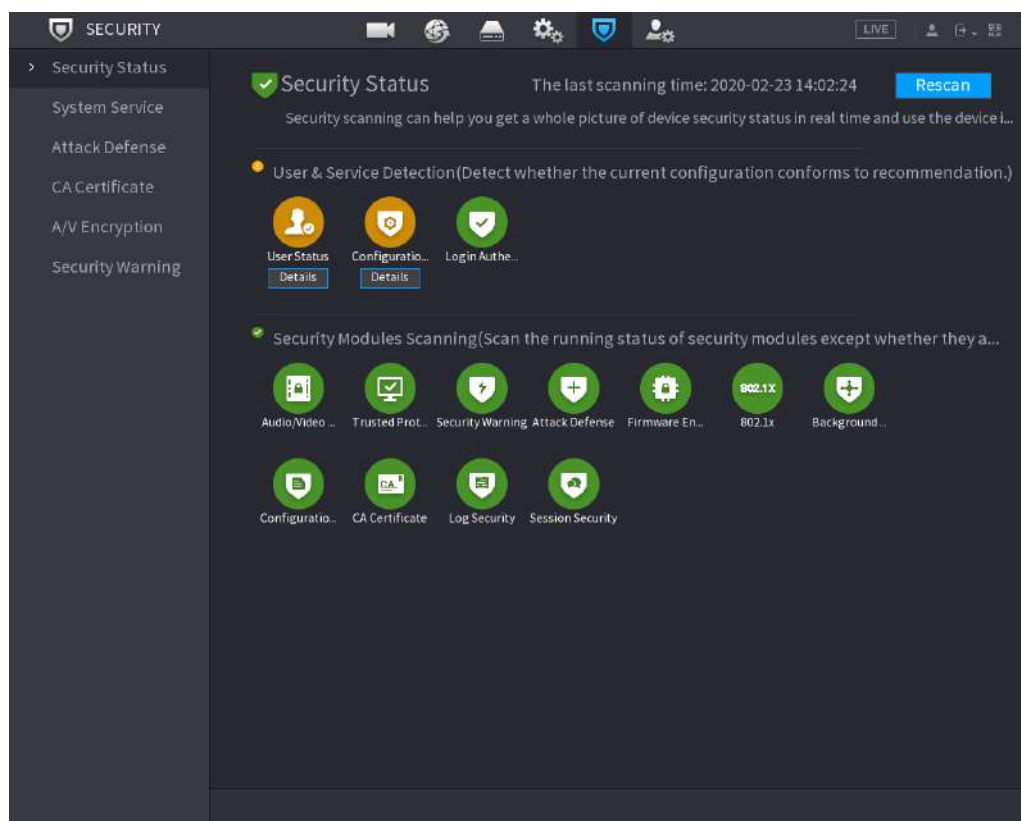 SECURITY
LIVE
Security Status
System Service
Attack Defense
CA Certificate
A/V Encryption
Security Warning
Security Status The last scanning time: 2020-02-23 14:02:24 Rescan
Security scanning can help you get a whole picture of device security status in real time and use the device i...
User & Service Detection(Detect whether the current configuration conforms to recommendation.)
User Status Configuratio... Login Authe...
Details Details
Security Modules Scanning(Scan the running status of security modules except whether they a...
802.1X
Audio/Video ... Trusted Prot... Security Warning Attack Defense Firmware En... 802.1x Background...
CA.
Configuratio... CA Certificate Log Security Session Security